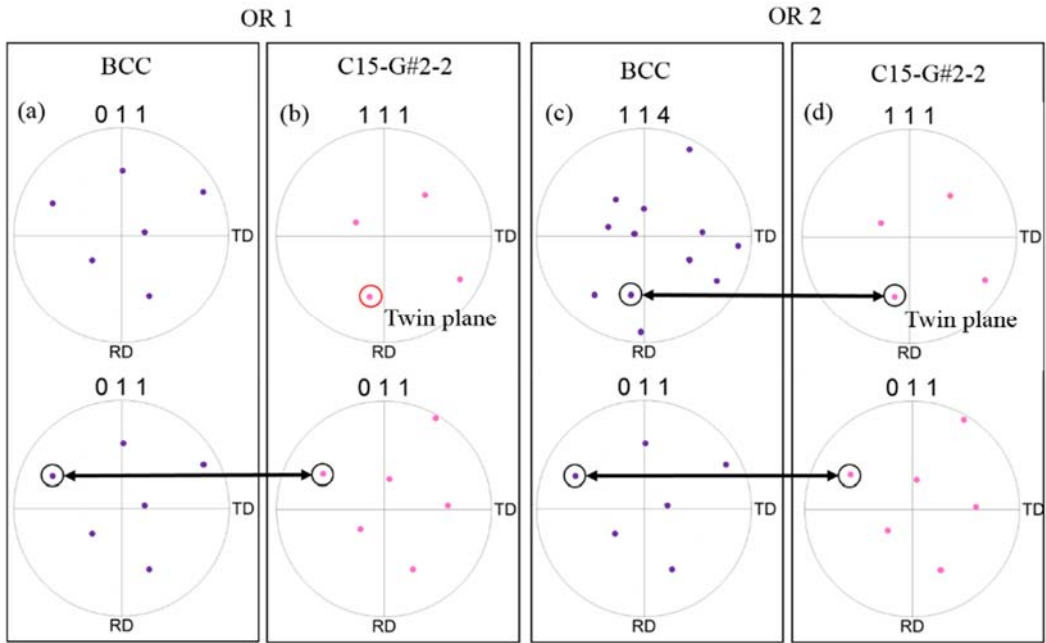 OR 1
OR 2
BCC
C15-G#2-2
BCC
C15-G#2-2
(a)
0 1 1
(b)
1 1 1
(c)
1 1 4
(d)
1 1 1
TD
TD
TD
TD
Twin plane
Twin plane
RD
RD
RD
RD
0 1 1
0 1 1
0 1 1
0 1 1
TD
TD
TD
TD
RD
RD
RD
RD